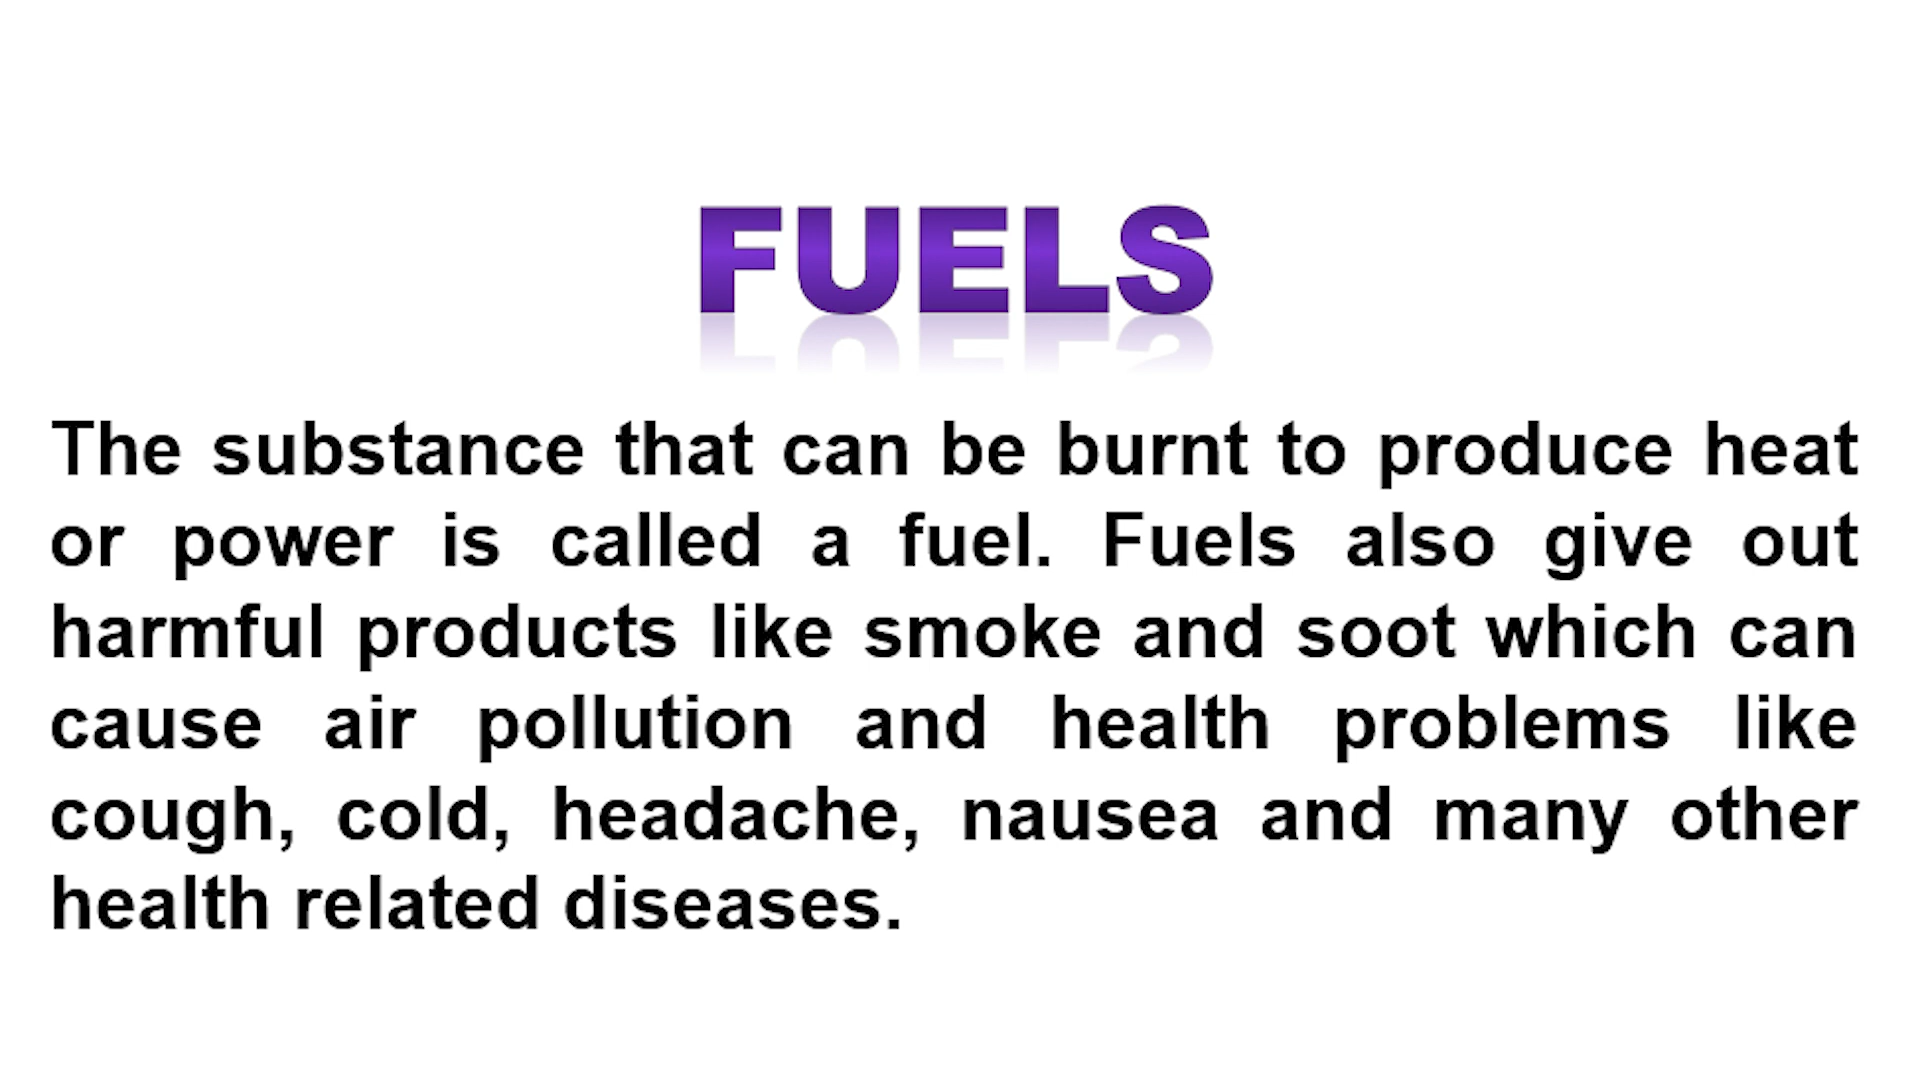 FUELS
The substance that can be burnt to produce heat
or power is called a fuel. Fuels also give out
harmful products like smoke and soot which can
cause air pollution and health problems like
cough, cold, headache, nausea and many other
health related diseases.